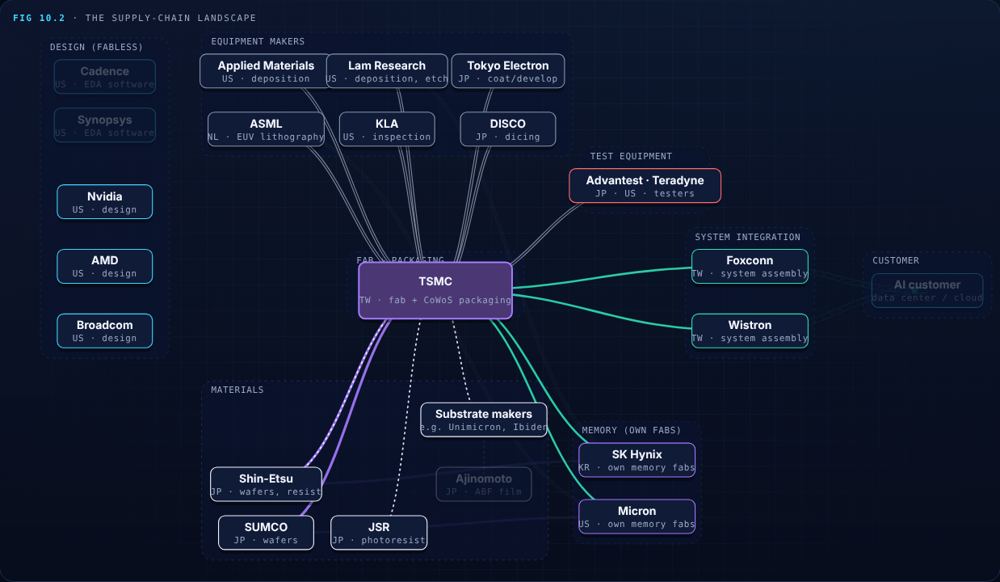 FIG 10.2 · THE SUPPLY-CHAIN LANDSCAPE
DESIGN (FABLESS)
Cadence
US · EDA software
Synopsys
US · EDA software
Nvidia
US · design
AMD
US · design
Broadcom
US · design
EQUIPMENT MAKERS
Applied Materials
US · deposition
Lam Research
US · deposition, etch
Tokyo Electron
JP · coat/develop
ASML
NL · EUV lithography
KLA
US · inspection
DISCO
JP · dicing
TEST EQUIPMENT
Advantest · Teradyne
JP · US · testers
FAB · PACKAGING
TSMC
TW · fab + CoWoS packaging
SYSTEM INTEGRATION
Foxconn
TW · system assembly
Wistron
TW · system assembly
CUSTOMER
AI customer
data center / cloud
MATERIALS
Substrate makers
e.g. Unimicron, Ibiden
Shin-Etsu
JP · wafers, resist
Ajinomoto
JP · ABF film
SUMCO
JP · wafers
JSR
JP · photoresist
MEMORY (OWN FABS)
SK Hynix
KR · own memory fabs
Micron
US · own memory fabs